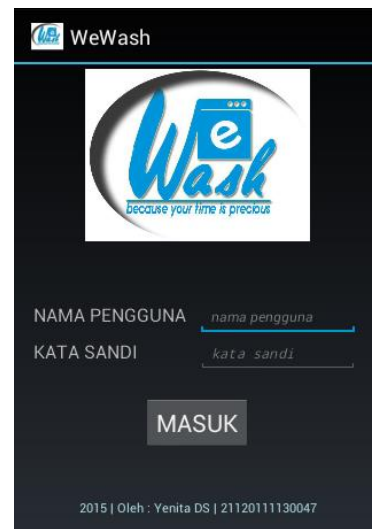 WeWash
We
Wash
because your time is precious
NAMA PENGGUNA nama pengguna
KATA SANDI kata sandi
MASUK
2015 | Oleh : Yenita DS | 21120111130047